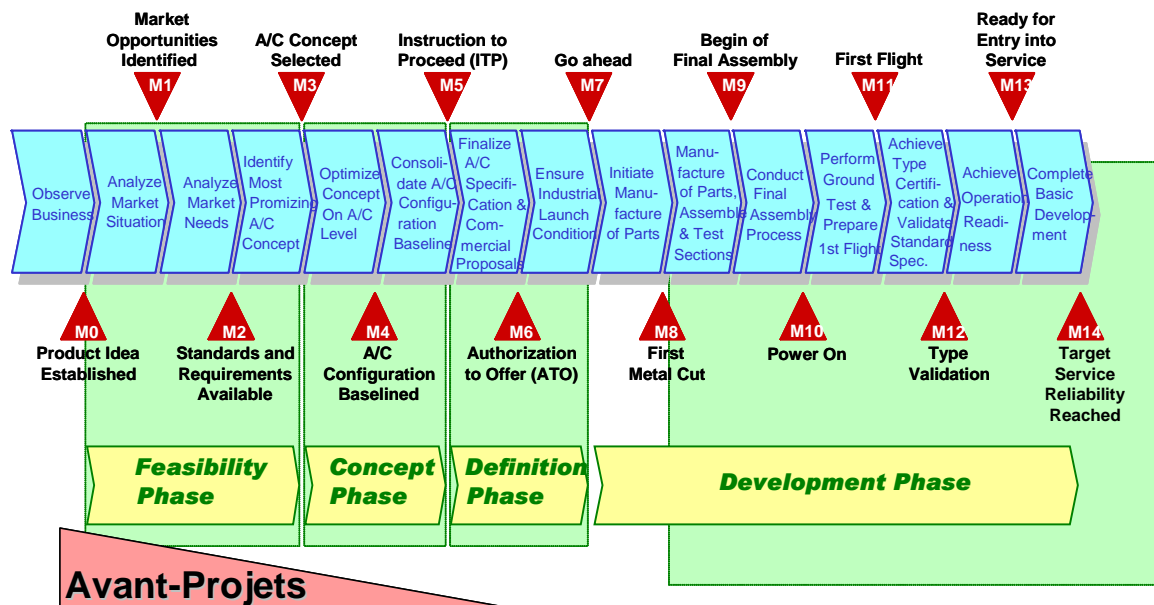 Market
Opportunities
Identified
M1
A/C Concept
Selected
M3
Instruction to
Proceed (ITP)
M5
Go ahead
M7
Begin of
Final Assembly
M9
First Flight
M11
Ready for
Entry into
Service
M13
Observe
Business
Analyze
Market
Situation
Analyze
Market
Needs
Identify
Most
Promizing
A/C
Concept
Optimize
Concept
On A/C
Level
Consoli-
date A/C
Configu-
ration
Baseline
Finalize
A/C
Specifi-
cation &
Com-
mercial
Proposals
Ensure
Industrial
Launch
Condition
Initiate
Manu-
facture
of Parts
Manu-
facture
of Parts,
Assemble
& Test
Sections
Conduct
Final
Assembly
Process
Perform
Ground
Test &
Prepare
1st Flight
Achieve
Type
Certifi-
cation &
Validate
Standard
Spec.
Achieve
Operation
Readi-
ness
Complete
Basic
Develop-
ment
M0
Product Idea
Established
M2
Standards and
Requirements
Available
M4
A/C
Configuration
Baselined
M6
Authorization
to Offer (ATO)
M8
First
Metal Cut
M10
Power On
M12
Type
Validation
M14
Target
Service
Reliability
Reached
Feasibility
Phase
Concept
Phase
Definition
Phase
Development Phase
Avant-Projets